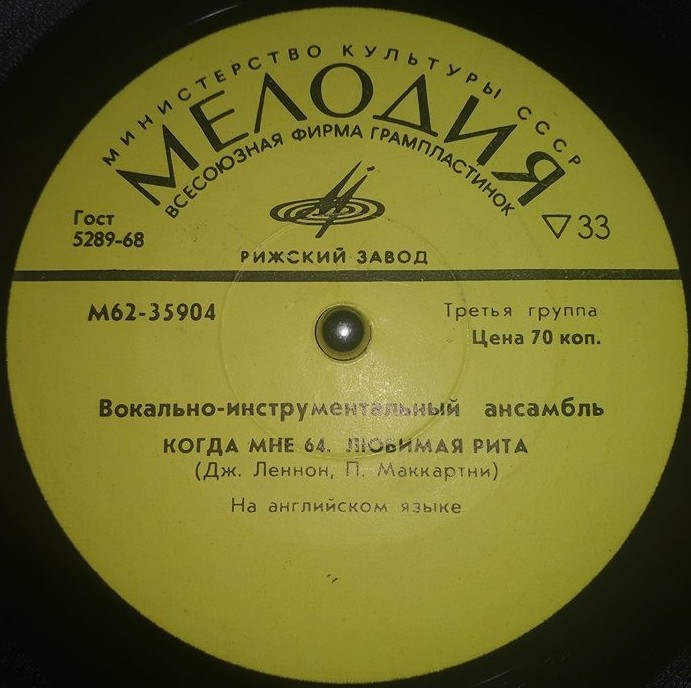 МИНИСТЕРСТВО КУЛЬТУРЫ СССР
МЕЛОДИЯ
ВСЕСОЮЗНАЯ ФИРМА ГРАМПЛАСТИНОК
Гост
5289-68
▽33
РИЖСКИЙ ЗАВОД
М62-35904
Третья группа
Цена 70 коп.
Вокально-инструментальный ансамбль
КОГДА МНЕ 64. ЛЮБИМАЯ РИТА
(Дж. Леннон, П. Маккартни)
На английском языке